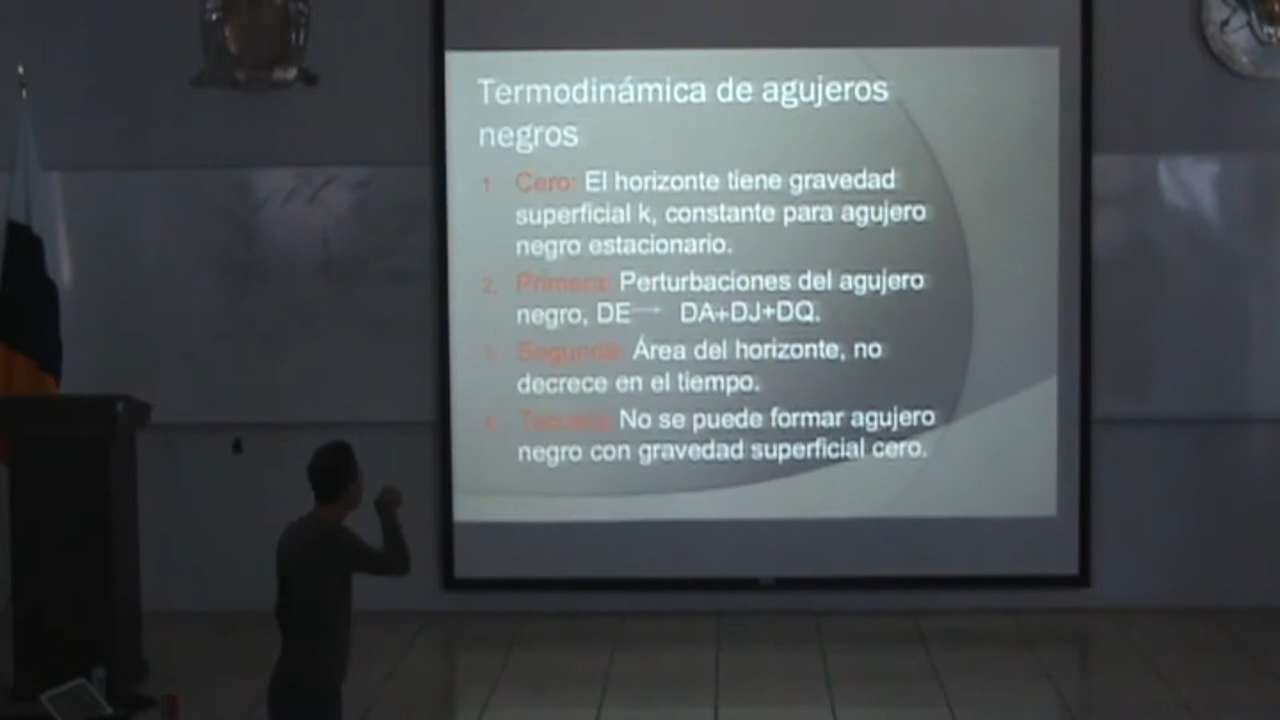 Termodinámica de agujeros
negros
1 Cero: El horizonte tiene gravedad
superficial k, constante para agujero
negro estacionario.
2. Primera: Perturbaciones del agujero
negro, DE→ DA+DJ+DQ.
3 Segunda: Área del horizonte, no
decrece en el tiempo.
4 Tercera: No se puede formar agujero
negro con gravedad superficial cero.